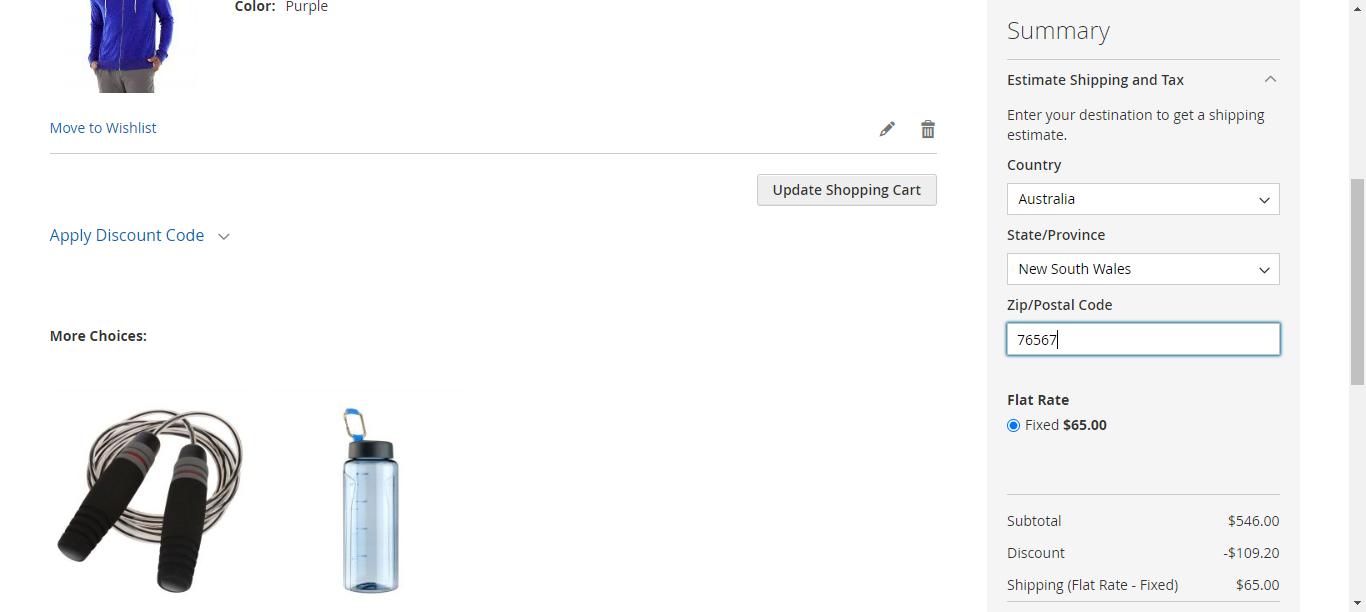 Color: Purple
Move to Wishlist
Update Shopping Cart
Apply Discount Code
More Choices:
Summary
Estimate Shipping and Tax
Enter your destination to get a shipping
estimate.
Country
Australia
State/Province
New South Wales
Zip/Postal Code
76567
Flat Rate
Fixed $65.00
Subtotal $546.00
Discount -$109.20
Shipping (Flat Rate - Fixed) $65.00